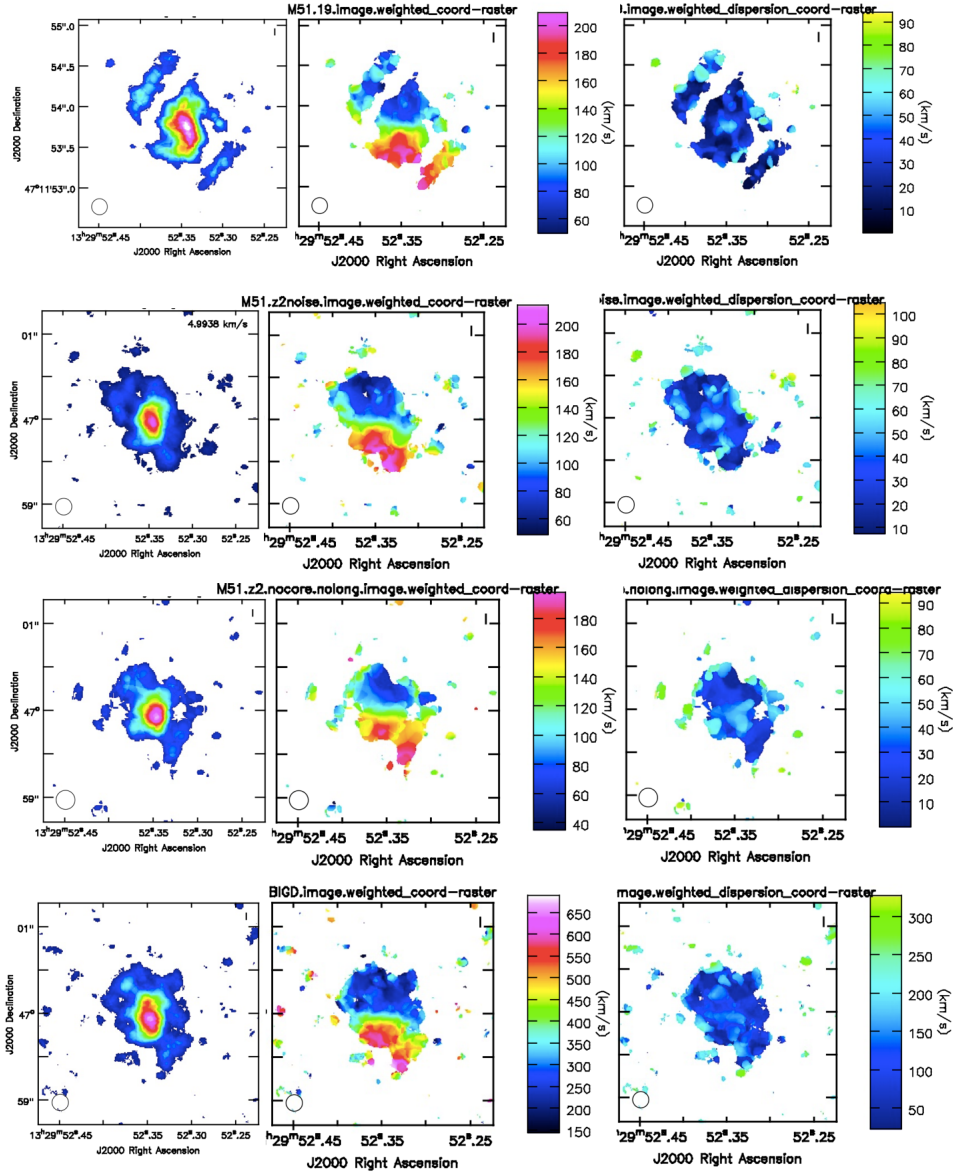 M51.19.image.weighted_coord-raster
.image.weighted_dispersion_coord-raster
55".0
54".5
54".0
53".5
47°11'53".0
J2000 Declination
I
13ʰ29ᵐ52ˢ.45
52ˢ.35
52ˢ.30
52ˢ.25
J2000 Right Ascension
I
ʰ29ᵐ52ˢ.45
52ˢ.35
52ˢ.25
J2000 Right Ascension
200
180
160
140
120
100
80
60
(km/s)
I
ʰ29ᵐ52ˢ.45
52ˢ.35
52ˢ.25
J2000 Right Ascension
90
80
70
60
50
40
30
20
10
(km/s)
M51.z2noise.image.weighted_coord-raster
ise.image.weighted_dispersion_coord-raster
4.9938 km/s
01"
47°
59"
J2000 Declination
13ʰ29ᵐ52ˢ.45
52ˢ.35
52ˢ.30
52ˢ.25
J2000 Right Ascension
I
ʰ29ᵐ52ˢ.45
52ˢ.35
52ˢ.25
J2000 Right Ascension
200
180
160
140
120
100
80
60
(km/s)
I
ʰ29ᵐ52ˢ.45
52ˢ.35
52ˢ.25
J2000 Right Ascension
100
90
80
70
60
50
40
30
20
10
(km/s)
M51.z2.nocore.nolong.image.weighted_coord-raster
.nolong.image.weighted_dispersion_coord-raster
01"
47°
59"
J2000 Declination
I
13ʰ29ᵐ52ˢ.45
52ˢ.35
52ˢ.30
52ˢ.25
J2000 Right Ascension
I
ʰ29ᵐ52ˢ.45
52ˢ.35
52ˢ.25
J2000 Right Ascension
180
160
140
120
100
80
60
40
(km/s)
I
ʰ29ᵐ52ˢ.45
52ˢ.35
52ˢ.25
J2000 Right Ascension
90
80
70
60
50
40
30
20
10
(km/s)
BIGD.image.weighted_coord-raster
mage.weighted_dispersion_coord-raster
01"
47°
59"
J2000 Declination
I
13ʰ29ᵐ52ˢ.45
52ˢ.35
52ˢ.30
52ˢ.25
J2000 Right Ascension
I
ʰ29ᵐ52ˢ.45
52ˢ.35
52ˢ.25
J2000 Right Ascension
650
600
550
500
450
400
350
300
250
200
150
(km/s)
I
ʰ29ᵐ52ˢ.45
52ˢ.35
52ˢ.25
J2000 Right Ascension
300
250
200
150
100
50
(km/s)